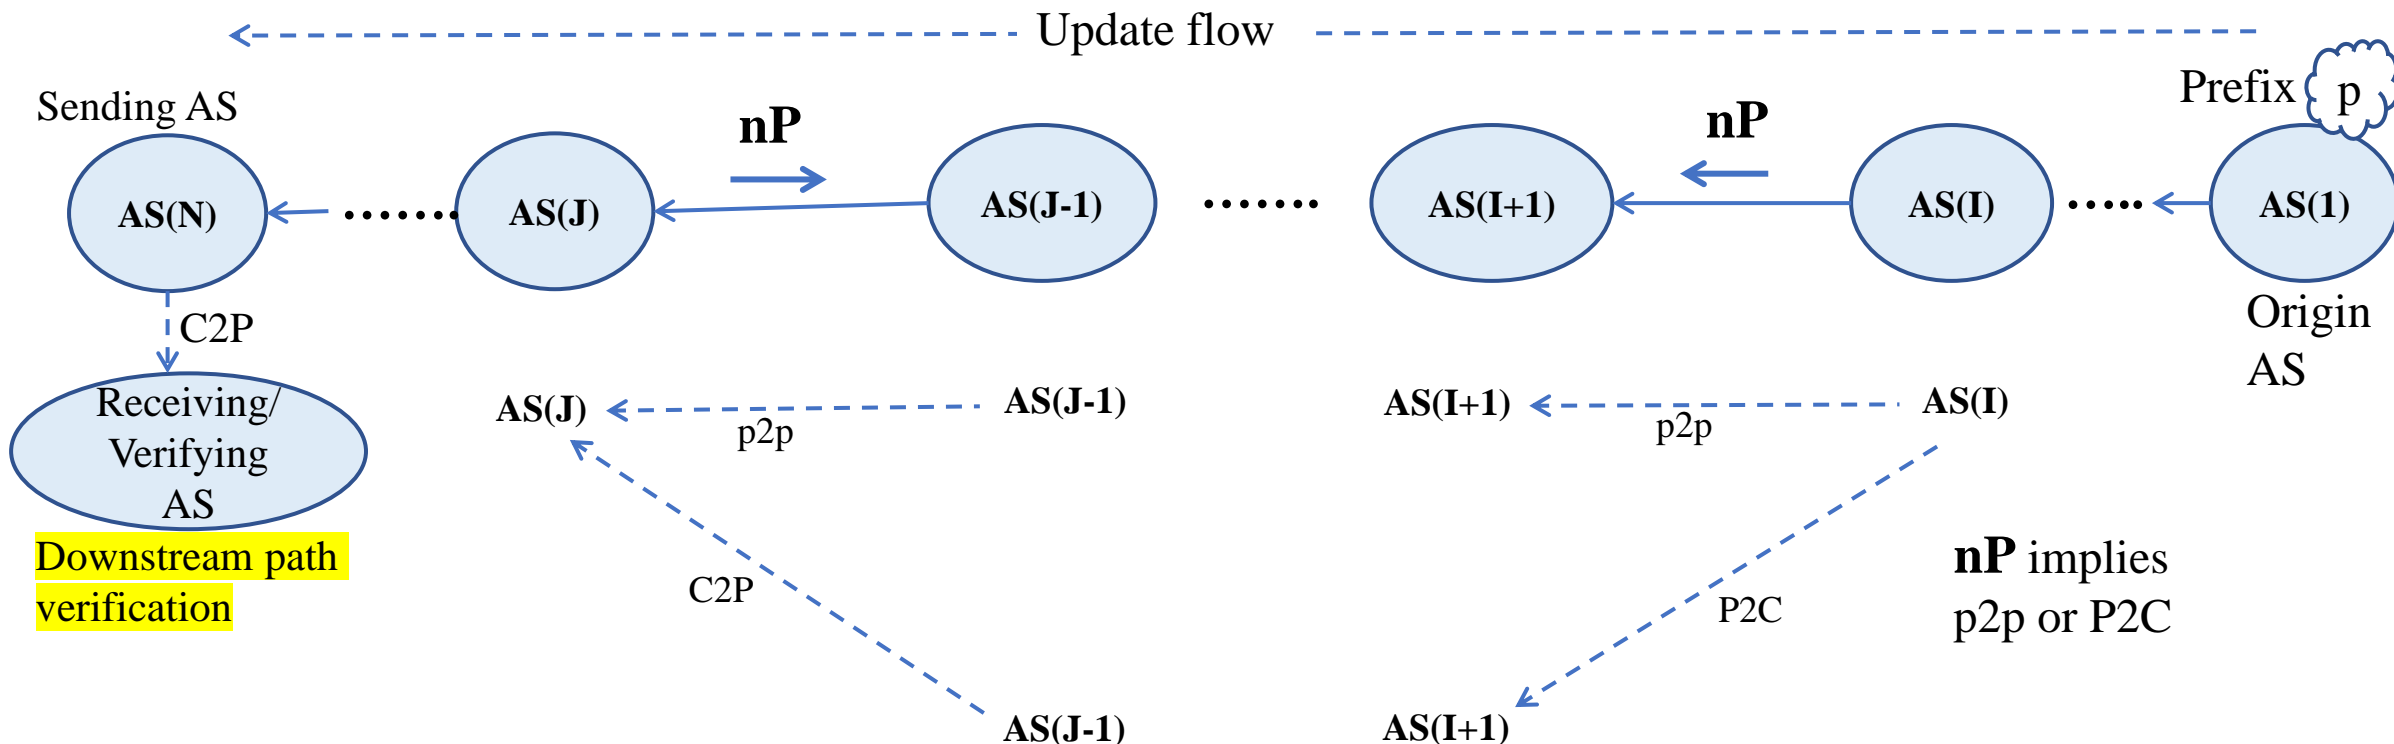 Update flow
Sending AS
Prefix
p
nP
nP
AS(N)
.......
AS(J)
AS(J-1)
.......
AS(I+1)
AS(I)
.....
AS(1)
C2P
Origin
AS
Receiving/
Verifying
AS
AS(J)
p2p
AS(J-1)
AS(I+1)
p2p
AS(I)
Downstream path
verification
C2P
P2C
nP implies
p2p or P2C
AS(J-1)
AS(I+1)